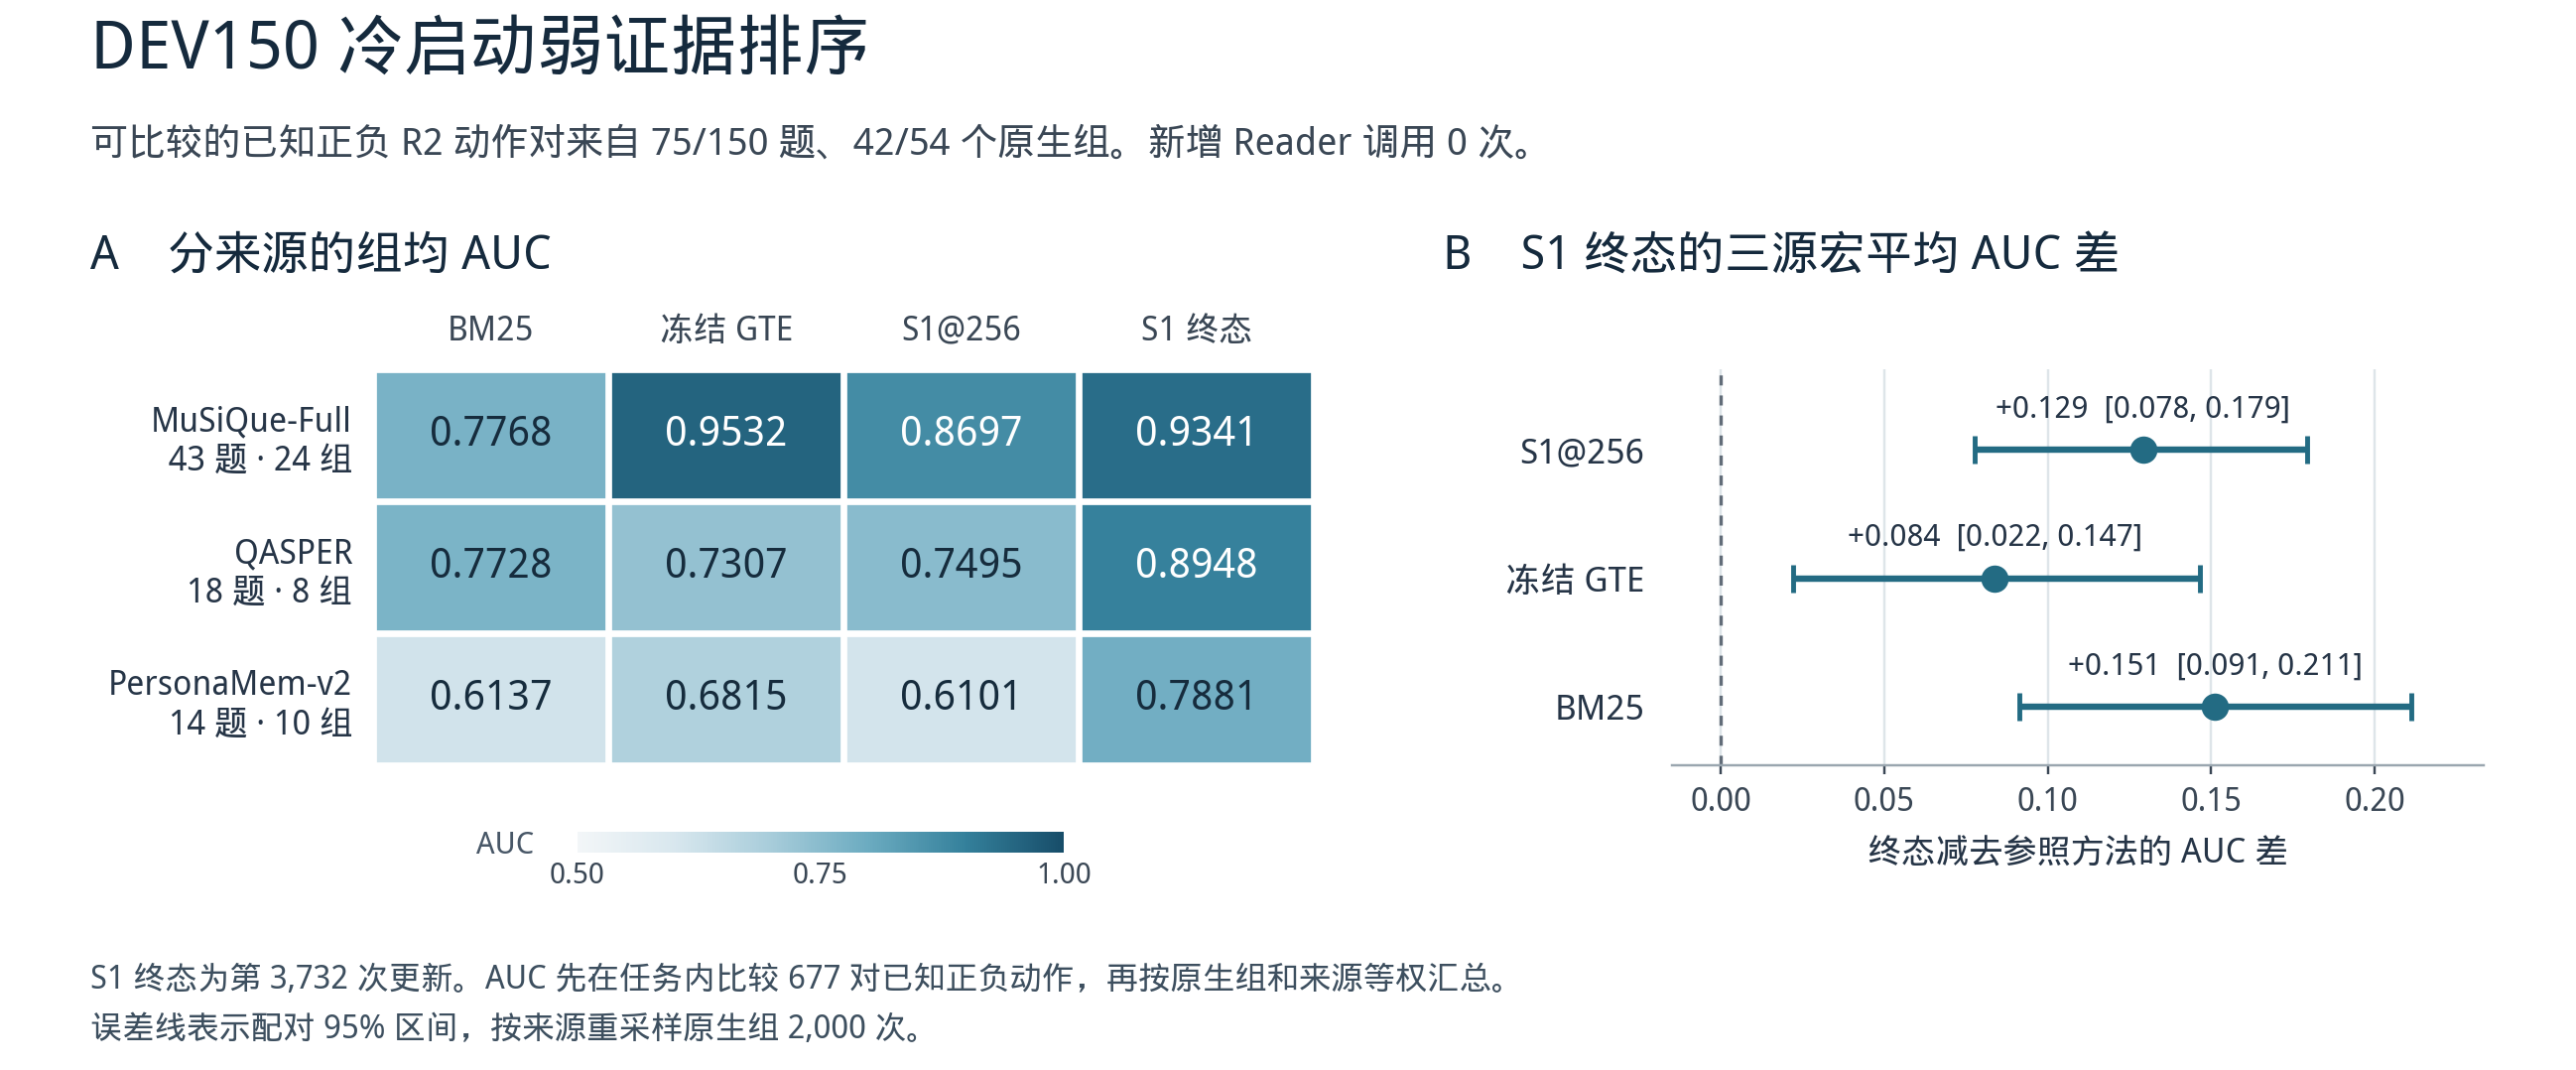 DEV150 冷启动弱证据排序
可比较的已知正负 R2 动作对来自 75/150 题、42/54 个原生组。新增 Reader 调用 0 次。
A 分来源的组均 AUC
BM25 冻结 GTE S1@256 S1 终态
MuSiQue-Full
43 题 · 24 组
0.7768 0.9532 0.8697 0.9341
QASPER
18 题 · 8 组
0.7728 0.7307 0.7495 0.8948
PersonaMem-v2
14 题 · 10 组
0.6137 0.6815 0.6101 0.7881
AUC
0.50 0.75 1.00
B S1 终态的三源宏平均 AUC 差
+0.129 [0.078, 0.179]
S1@256
+0.084 [0.022, 0.147]
冻结 GTE
+0.151 [0.091, 0.211]
BM25
0.00 0.05 0.10 0.15 0.20
终态减去参照方法的 AUC 差
S1 终态为第 3,732 次更新。AUC 先在任务内比较 677 对已知正负动作，再按原生组和来源等权汇总。
误差线表示配对 95% 区间，按来源重采样原生组 2,000 次。